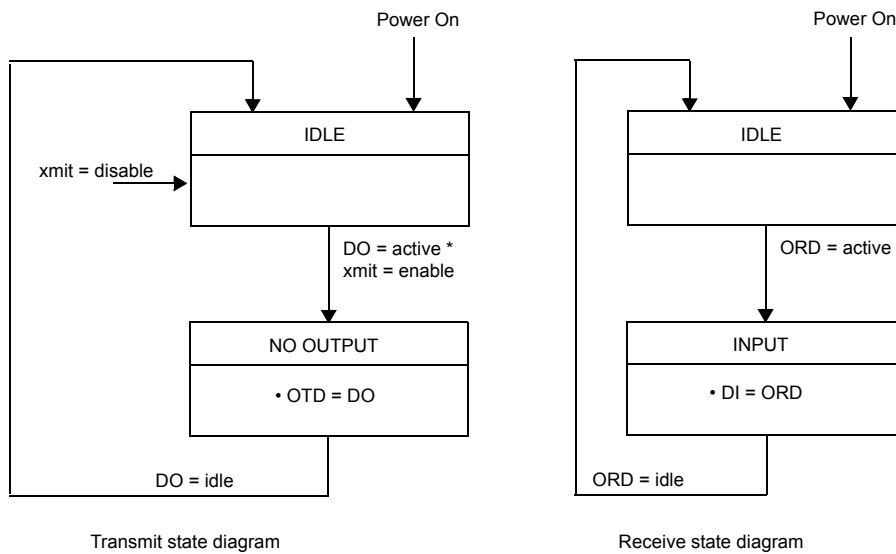 Power On
IDLE
xmit = disable
DO = active *
xmit = enable
NO OUTPUT
• OTD = DO
DO = idle
Transmit state diagram
Power On
IDLE
ORD = active
INPUT
• DI = ORD
ORD = idle
Receive state diagram